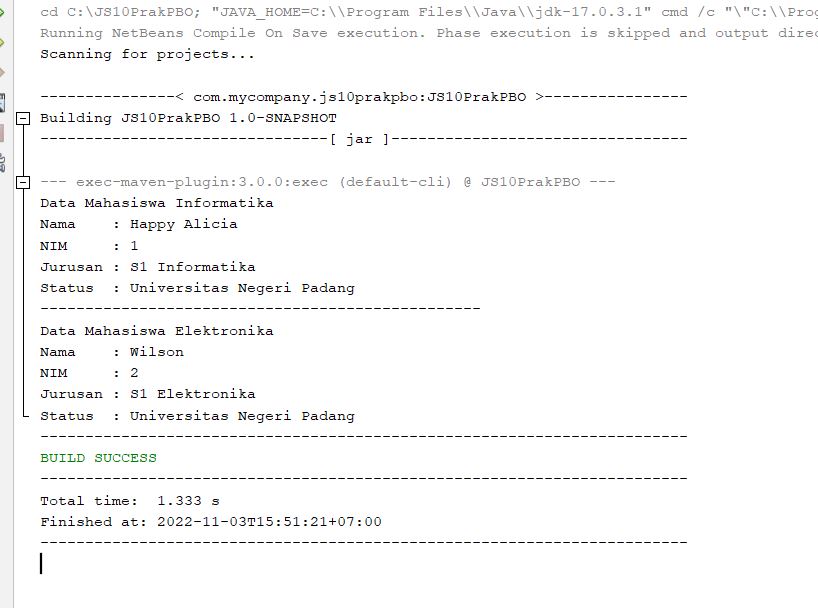 cd C:\JS10PrakPBO; "JAVA_HOME=C:\\Program Files\\Java\\jdk-17.0.3.1" cmd /c "\"C:\\Prog
Running NetBeans Compile On Save execution. Phase execution is skipped and output direc
Scanning for projects...
---------------< com.mycompany.js10prakpbo:JS10PrakPBO >----------------
Building JS10PrakPBO 1.0-SNAPSHOT
--------------------------------[ jar ]---------------------------------
--- exec-maven-plugin:3.0.0:exec (default-cli) @ JS10PrakPBO ---
Data Mahasiswa Informatika
Nama    : Happy Alicia
NIM     : 1
Jurusan : S1 Informatika
Status  : Universitas Negeri Padang
-------------------------------------------------
Data Mahasiswa Elektronika
Nama    : Wilson
NIM     : 2
Jurusan : S1 Elektronika
Status  : Universitas Negeri Padang
------------------------------------------------------------------------
BUILD SUCCESS
------------------------------------------------------------------------
Total time:  1.333 s
Finished at: 2022-11-03T15:51:21+07:00
------------------------------------------------------------------------